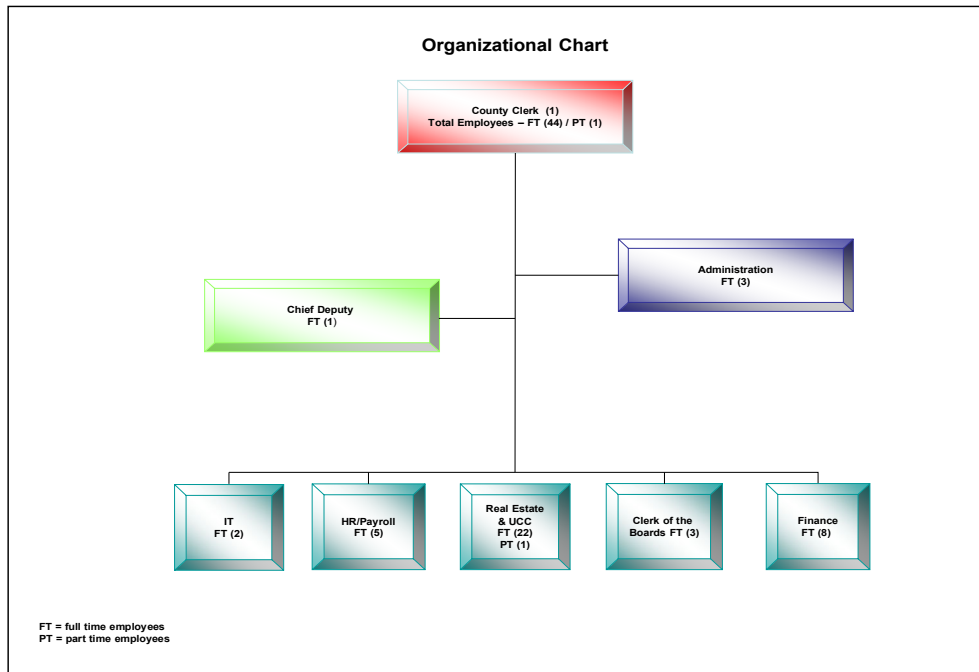 Organizational Chart
County Clerk (1)
Total Employees – FT (44) / PT (1)
Administration
FT (3)
Chief Deputy
FT (1)
IT
FT (2)
HR/Payroll
FT (5)
Real Estate
& UCC
FT (22)
PT (1)
Clerk of the
Boards FT (3)
Finance
FT (8)
FT = full time employees
PT = part time employees